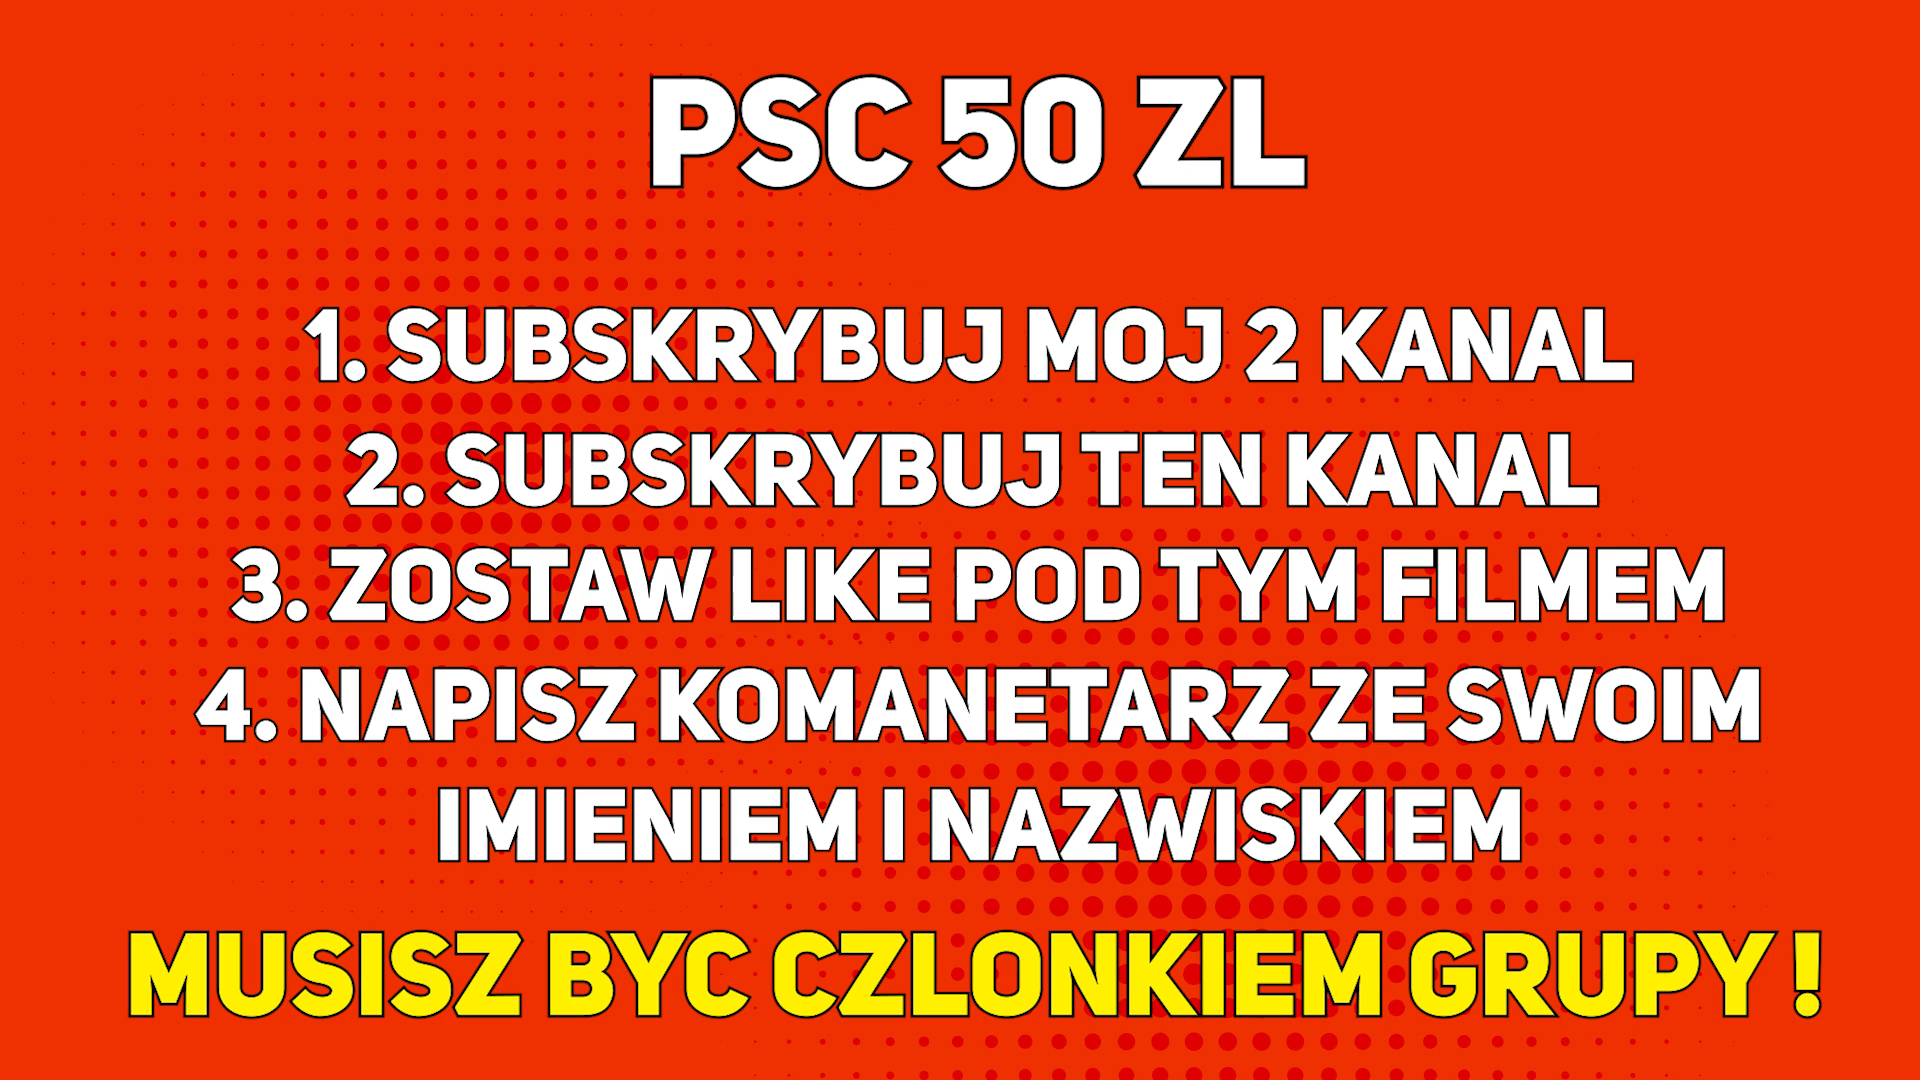 PSC 50 ZL
1. SUBSKRYBUJ MOJ 2 KANAL
2. SUBSKRYBUJ TEN KANAL
3. ZOSTAW LIKE POD TYM FILMEM
4. NAPISZ KOMANETARZ ZE SWOIM
IMIENIEM I NAZWISKIEM
MUSISZ BYC CZLONKIEM GRUPY !